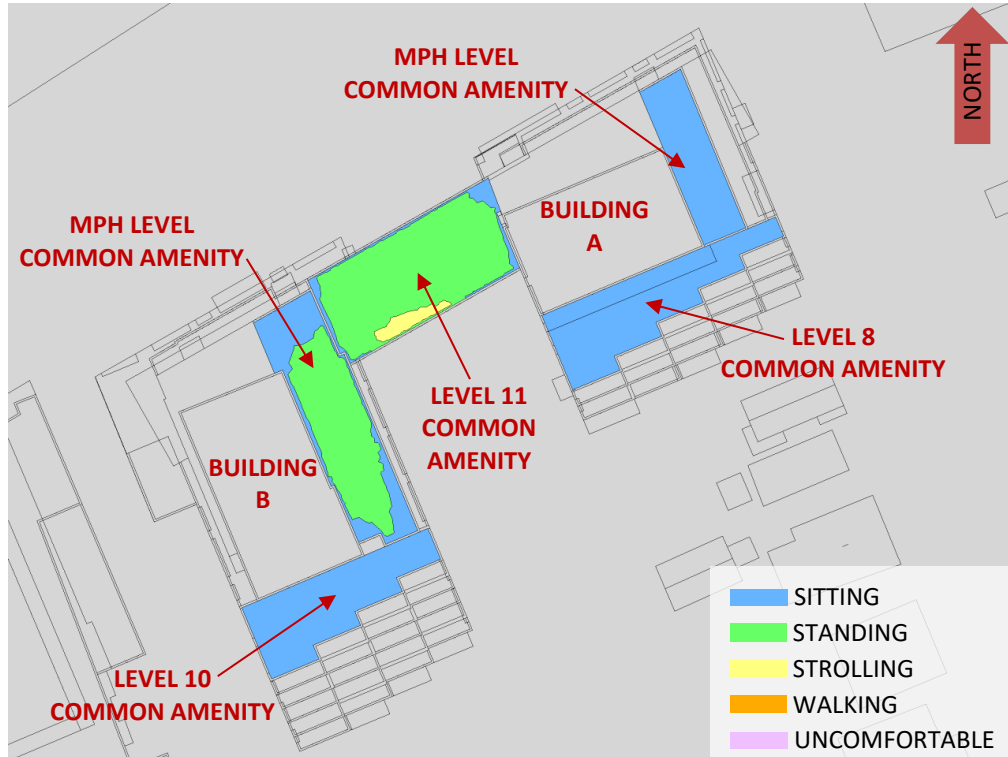 MPH LEVEL
COMMON AMENITY
NORTH
MPH LEVEL
COMMON AMENITY
BUILDING
A
LEVEL 8
COMMON AMENITY
LEVEL 11
COMMON
AMENITY
BUILDING
B
LEVEL 10
COMMON AMENITY
SITTING
STANDING
STROLLING
WALKING
UNCOMFORTABLE